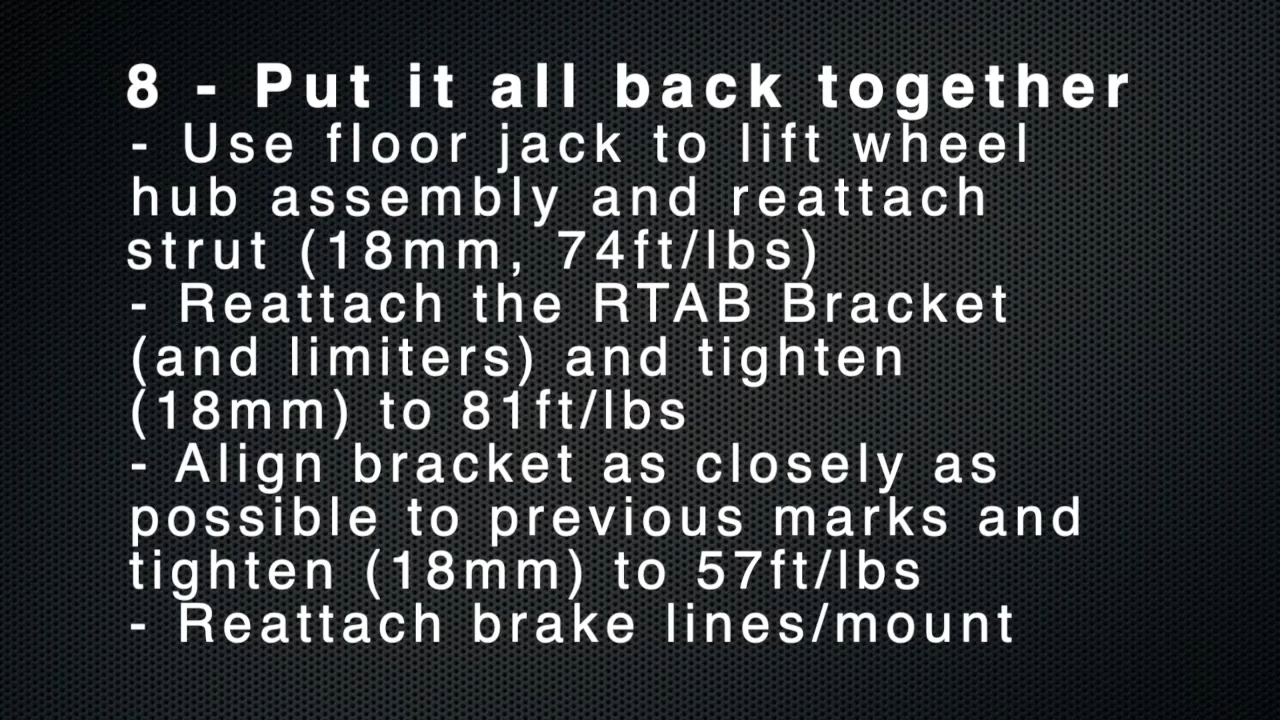 8 - Put it all back together
- Use floor jack to lift wheel
hub assembly and reattach
strut (18mm, 74ft/lbs)
- Reattach the RTAB Bracket
(and limiters) and tighten
(18mm) to 81ft/lbs
- Align bracket as closely as
possible to previous marks and
tighten (18mm) to 57ft/lbs
- Reattach brake lines/mount